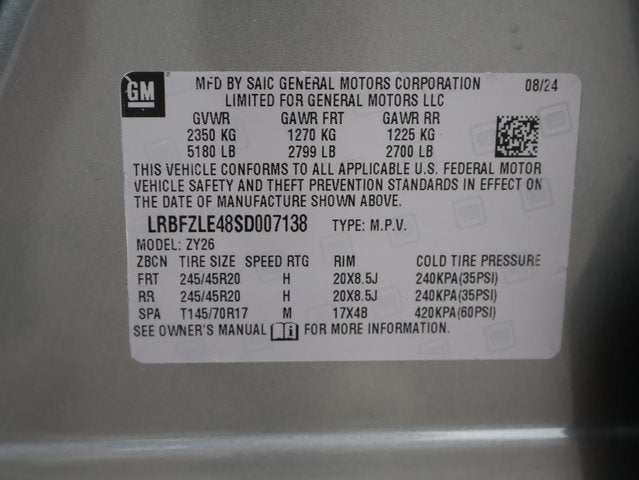 GM
MFD BY SAIC GENERAL MOTORS CORPORATION 08/24
LIMITED FOR GENERAL MOTORS LLC
GVWR GAWR FRT GAWR RR
2350 KG 1270 KG 1225 KG
5180 LB 2799 LB 2700 LB
THIS VEHICLE CONFORMS TO ALL APPLICABLE U.S. FEDERAL MOTOR
VEHICLE SAFETY AND THEFT PREVENTION STANDARDS IN EFFECT ON
THE DATE OF MANUFACTURE SHOWN ABOVE.
LRBFZLE48SD007138 TYPE: M.P.V.
MODEL: ZY26
ZBCN TIRE SIZE SPEED RTG RIM COLD TIRE PRESSURE
FRT 245/45R20 H 20X8.5J 240KPA(35PSI)
RR 245/45R20 H 20X8.5J 240KPA(35PSI)
SPA T145/70R17 M 17X4B 420KPA(60PSI)
SEE OWNER'S MANUAL FOR MORE INFORMATION.